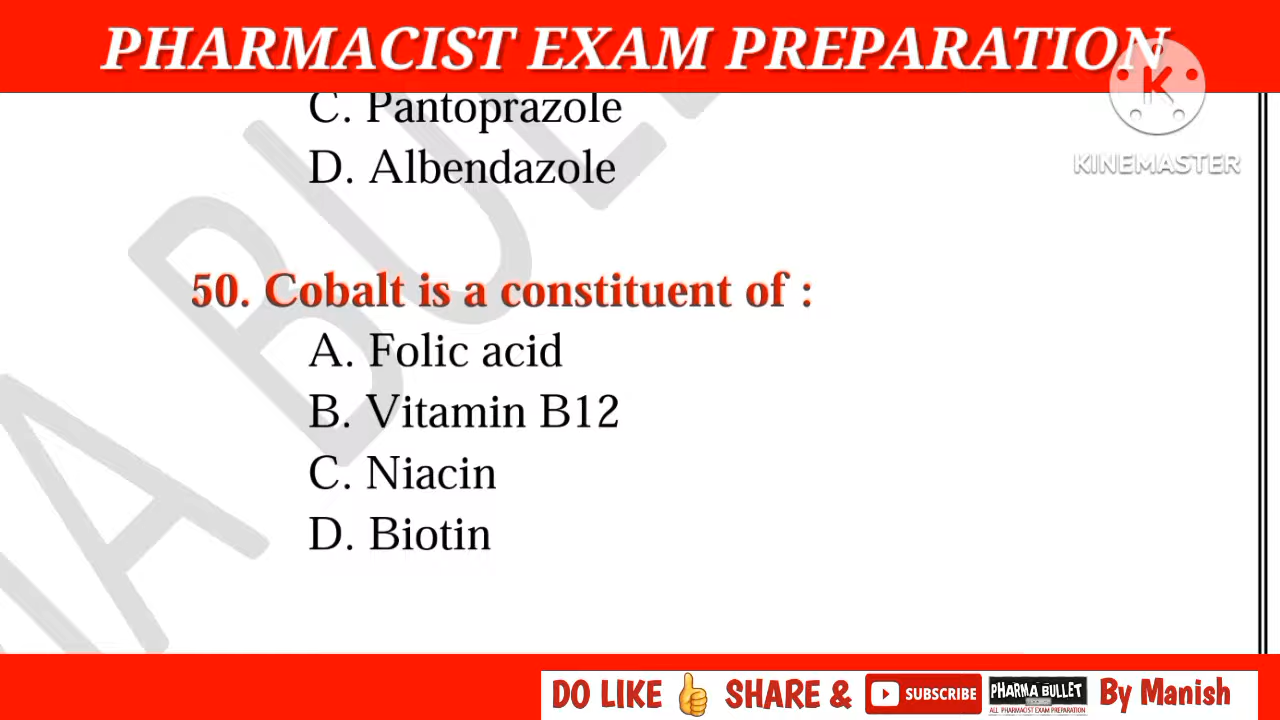 PHARMACIST EXAM PREPARATION
K
KINEMASTER
C. Pantoprazole
D. Albendazole
50. Cobalt is a constituent of :
A. Folic acid
B. Vitamin B12
C. Niacin
D. Biotin
DO LIKE 👍 SHARE & SUBSCRIBE PHARMA BULLET By Manish
ALL PHARMACIST EXAM PREPARATION